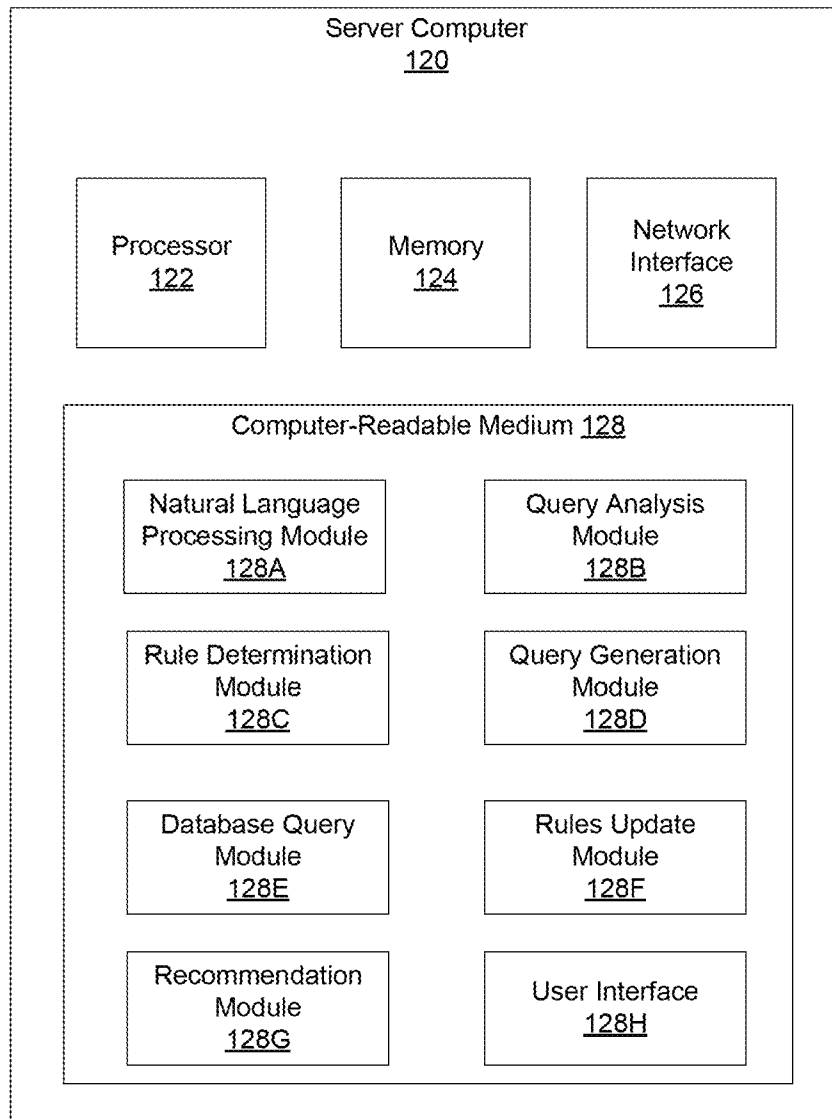 Server Computer
120
Processor
122
Memory
124
Network
Interface
126
Computer-Readable Medium 128
Natural Language
Processing Module
128A
Query Analysis
Module
128B
Rule Determination
Module
128C
Query Generation
Module
128D
Database Query
Module
128E
Rules Update
Module
128F
Recommendation
Module
128G
User Interface
128H